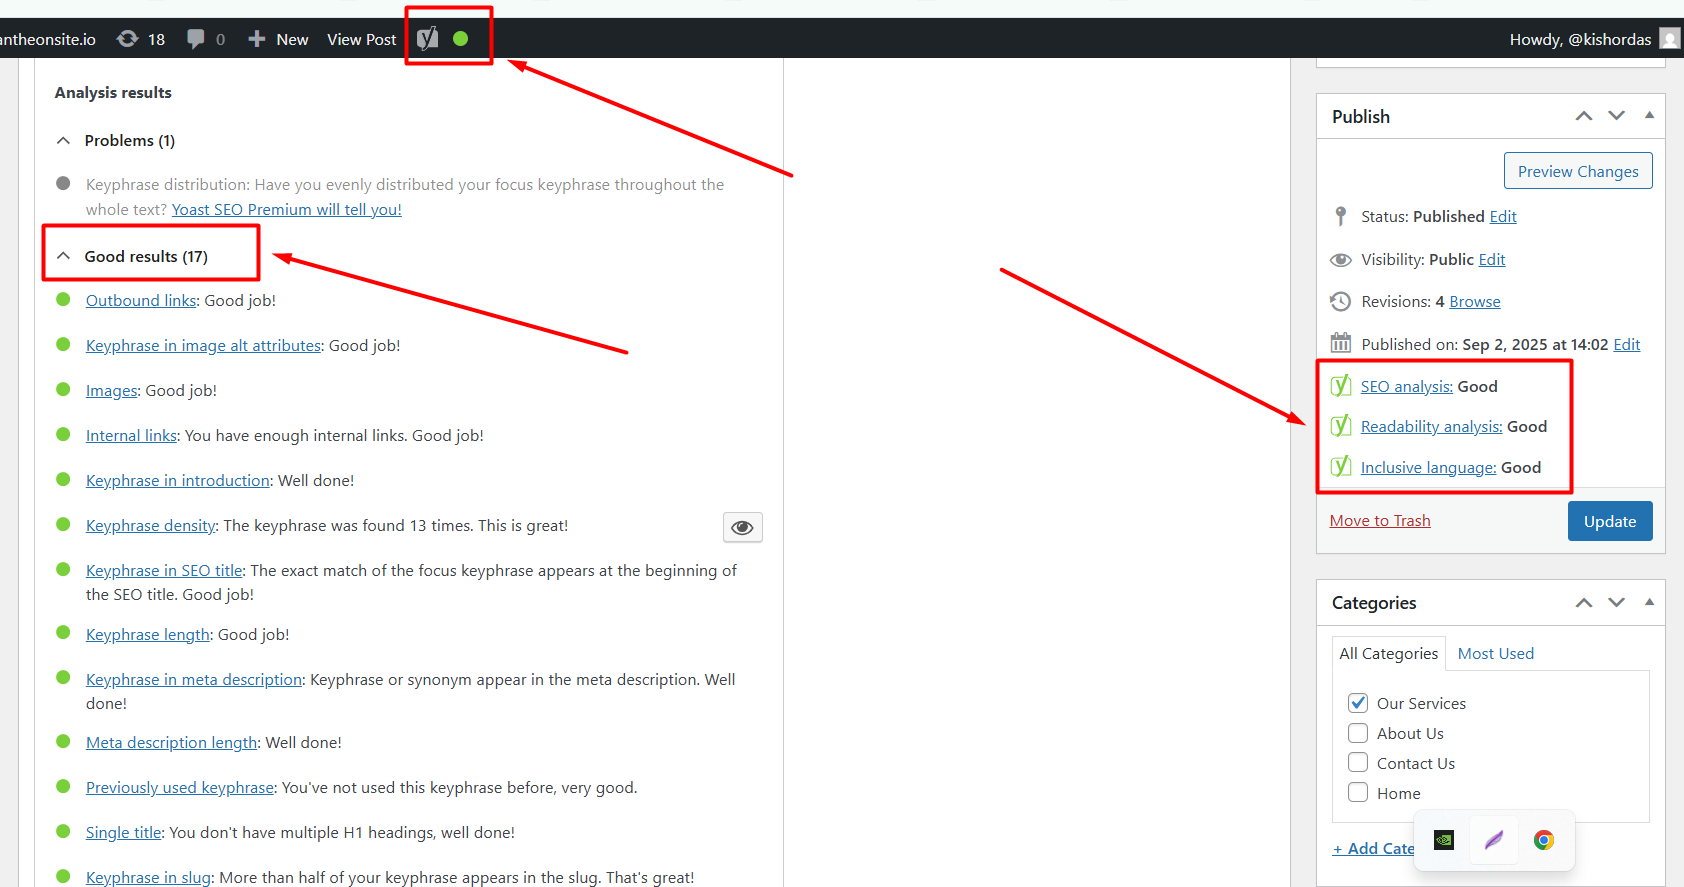 antheonsite.io 18 0 New View Post Howdy, @kishordas
Analysis results
Problems (1)
Keyphrase distribution: Have you evenly distributed your focus keyphrase throughout the
whole text? Yoast SEO Premium will tell you!
Good results (17)
Outbound links: Good job!
Keyphrase in image alt attributes: Good job!
Images: Good job!
Internal links: You have enough internal links. Good job!
Keyphrase in introduction: Well done!
Keyphrase density: The keyphrase was found 13 times. This is great!
Keyphrase in SEO title: The exact match of the focus keyphrase appears at the beginning of
the SEO title. Good job!
Keyphrase length: Good job!
Keyphrase in meta description: Keyphrase or synonym appear in the meta description. Well
done!
Meta description length: Well done!
Previously used keyphrase: You've not used this keyphrase before, very good.
Single title: You don't have multiple H1 headings, well done!
Keyphrase in slug: More than half of your keyphrase appears in the slug. That's great!
Publish
Preview Changes
Status: Published Edit
Visibility: Public Edit
Revisions: 4 Browse
Published on: Sep 2, 2025 at 14:02 Edit
SEO analysis: Good
Readability analysis: Good
Inclusive language: Good
Move to Trash Update
Categories
All Categories Most Used
Our Services
About Us
Contact Us
Home
+ Add Cate